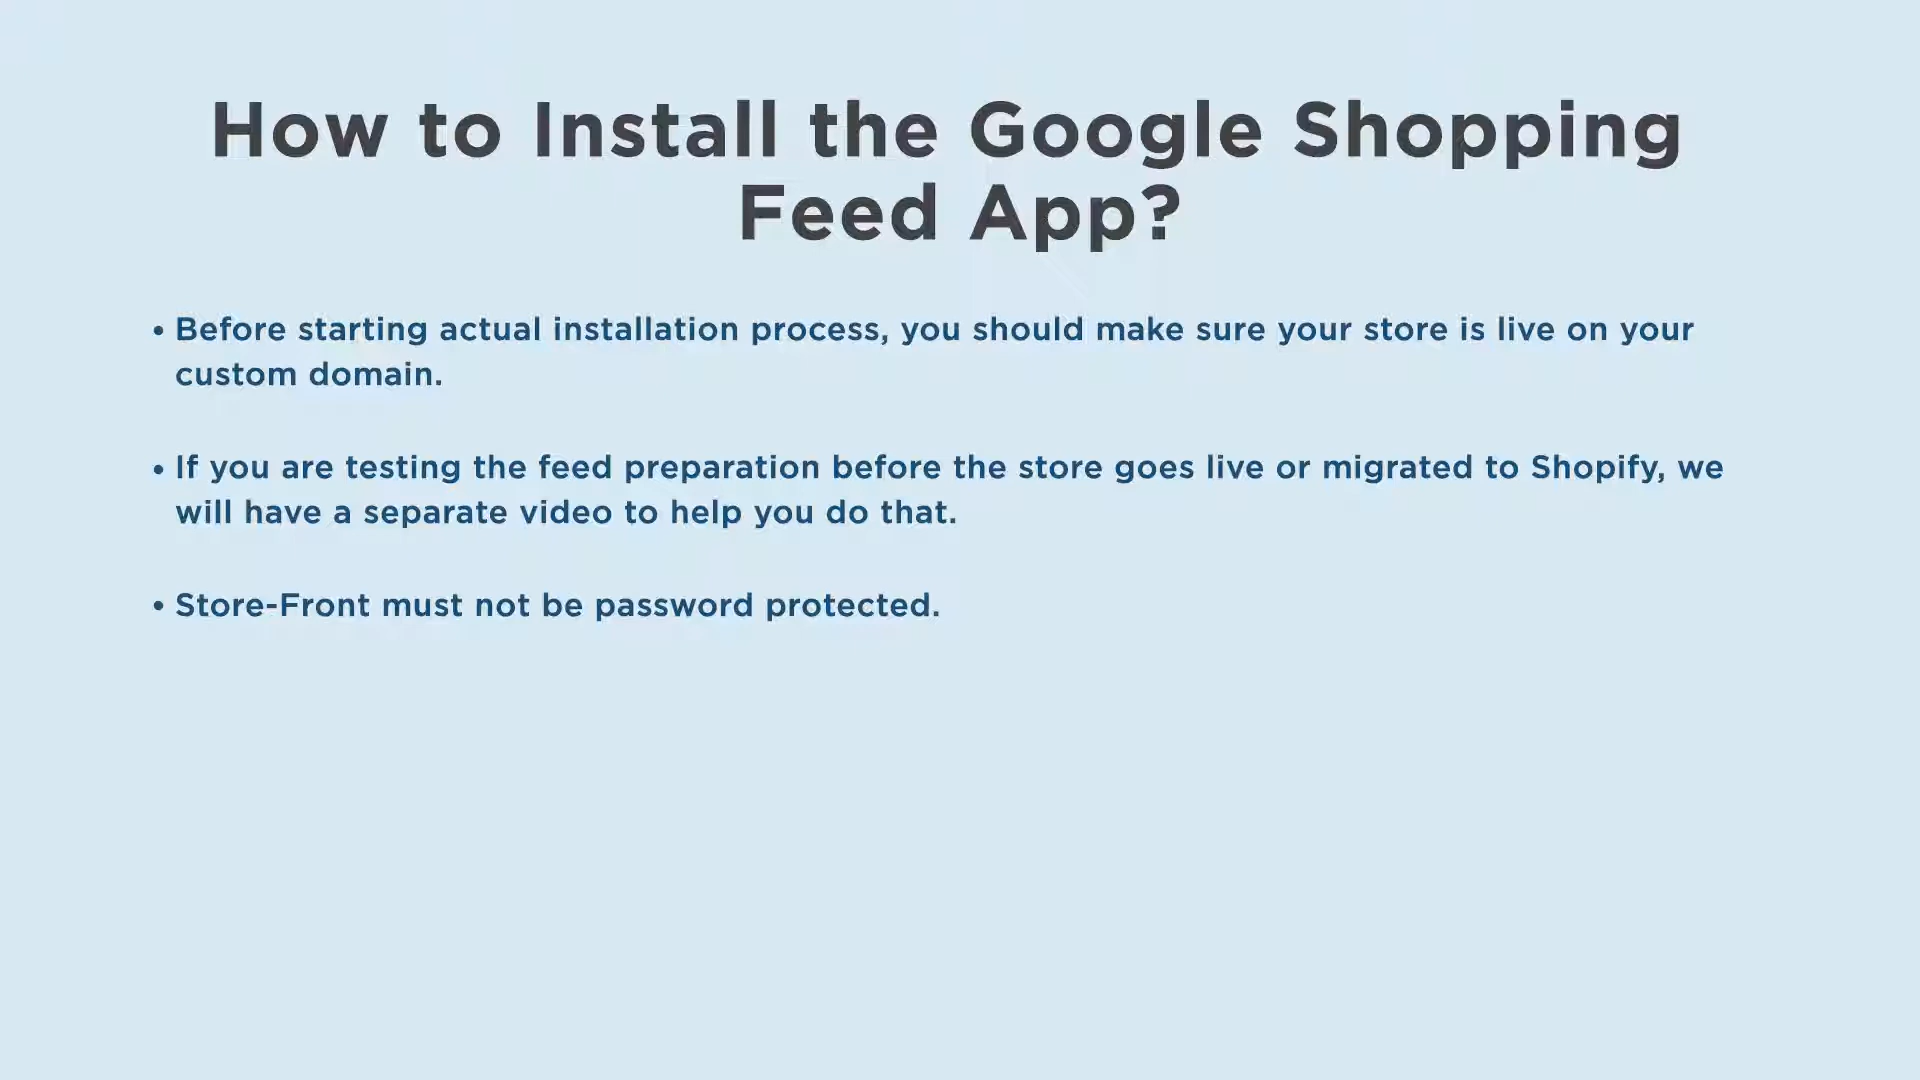 How to Install the Google Shopping
Feed App?
• Before starting actual installation process, you should make sure your store is live on your
custom domain.
• If you are testing the feed preparation before the store goes live or migrated to Shopify, we
will have a separate video to help you do that.
• Store-Front must not be password protected.